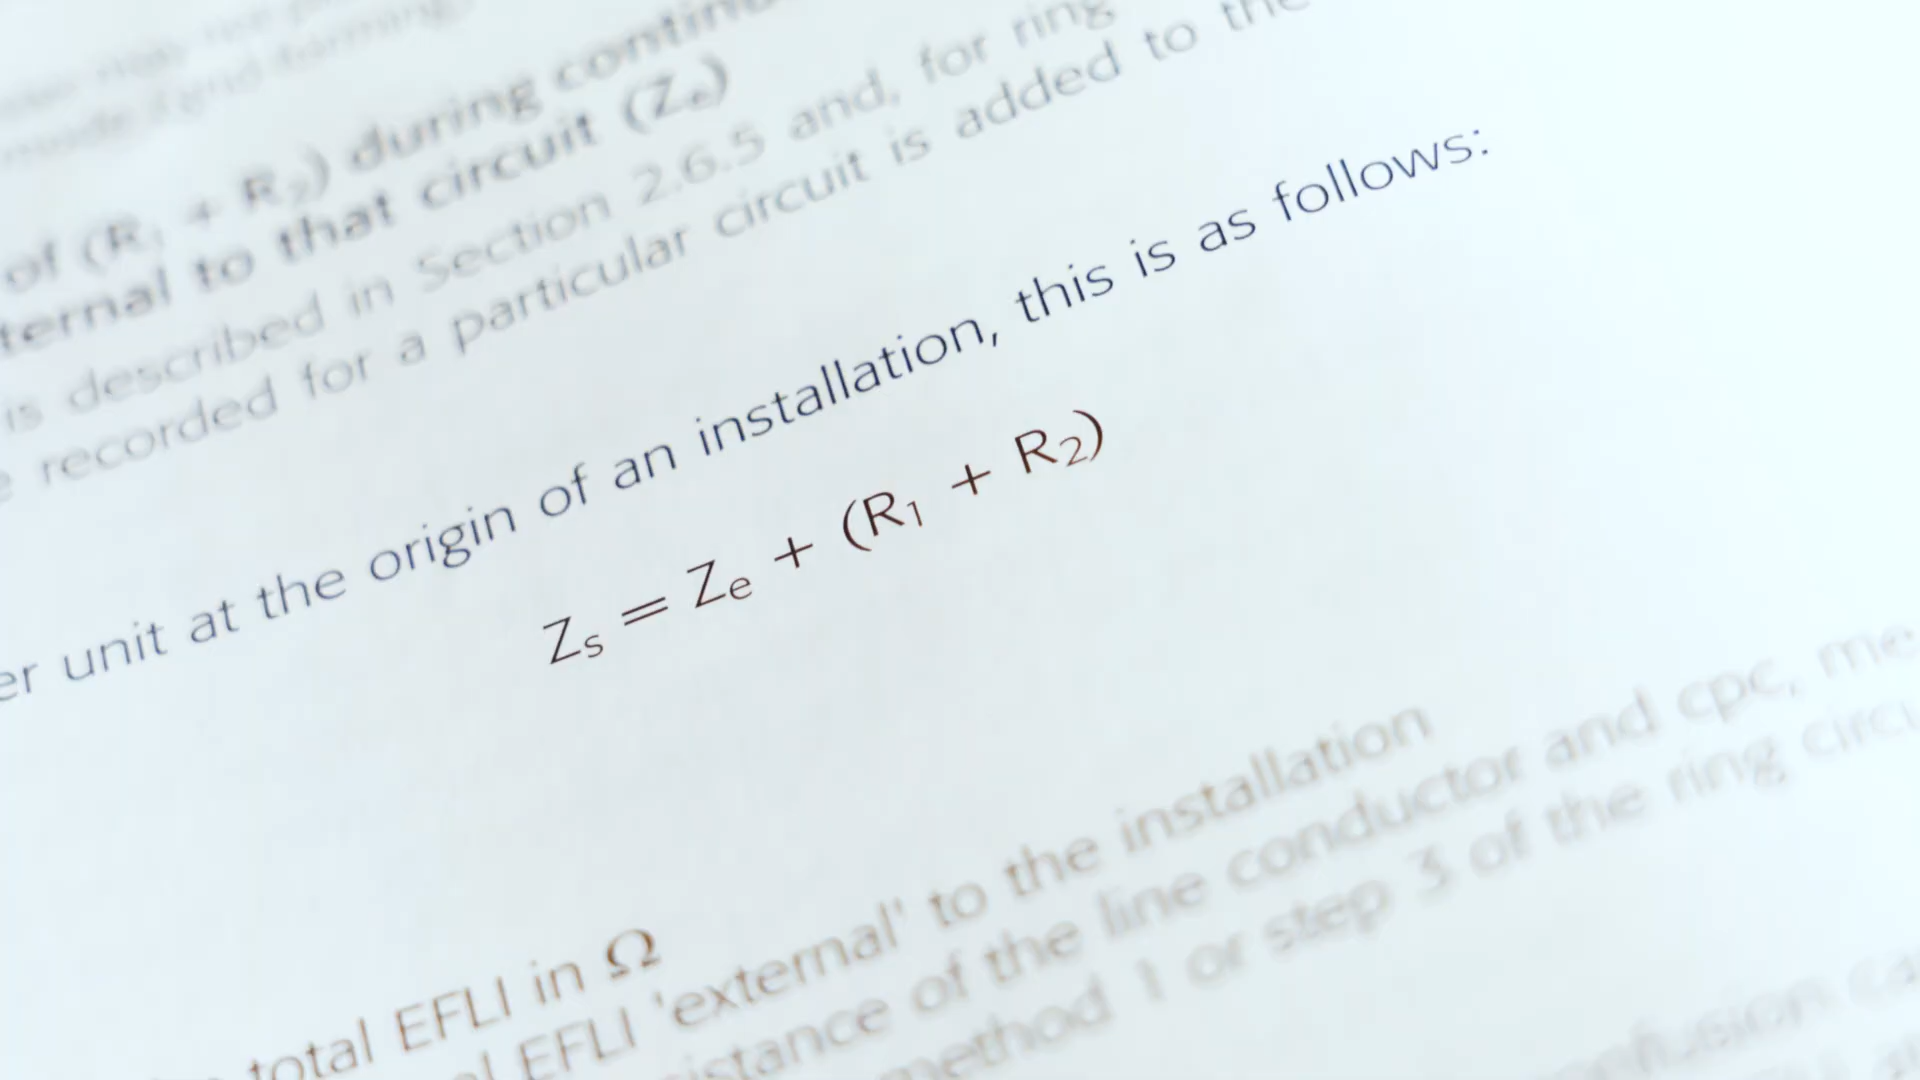 of (R₁ + R₂) during
ternal to that circuit (Zₑ)
is described in Section 2.6.5 and, for ring
recorded for a particular circuit is added to the
er unit at the origin of an installation, this is as follows:
Zₛ = Zₑ + (R₁ + R₂)
total EFLI in Ω
EFLI 'external' to the installation
istance of the line conductor and cpc, me
method 1 or step 3 of the ring circu